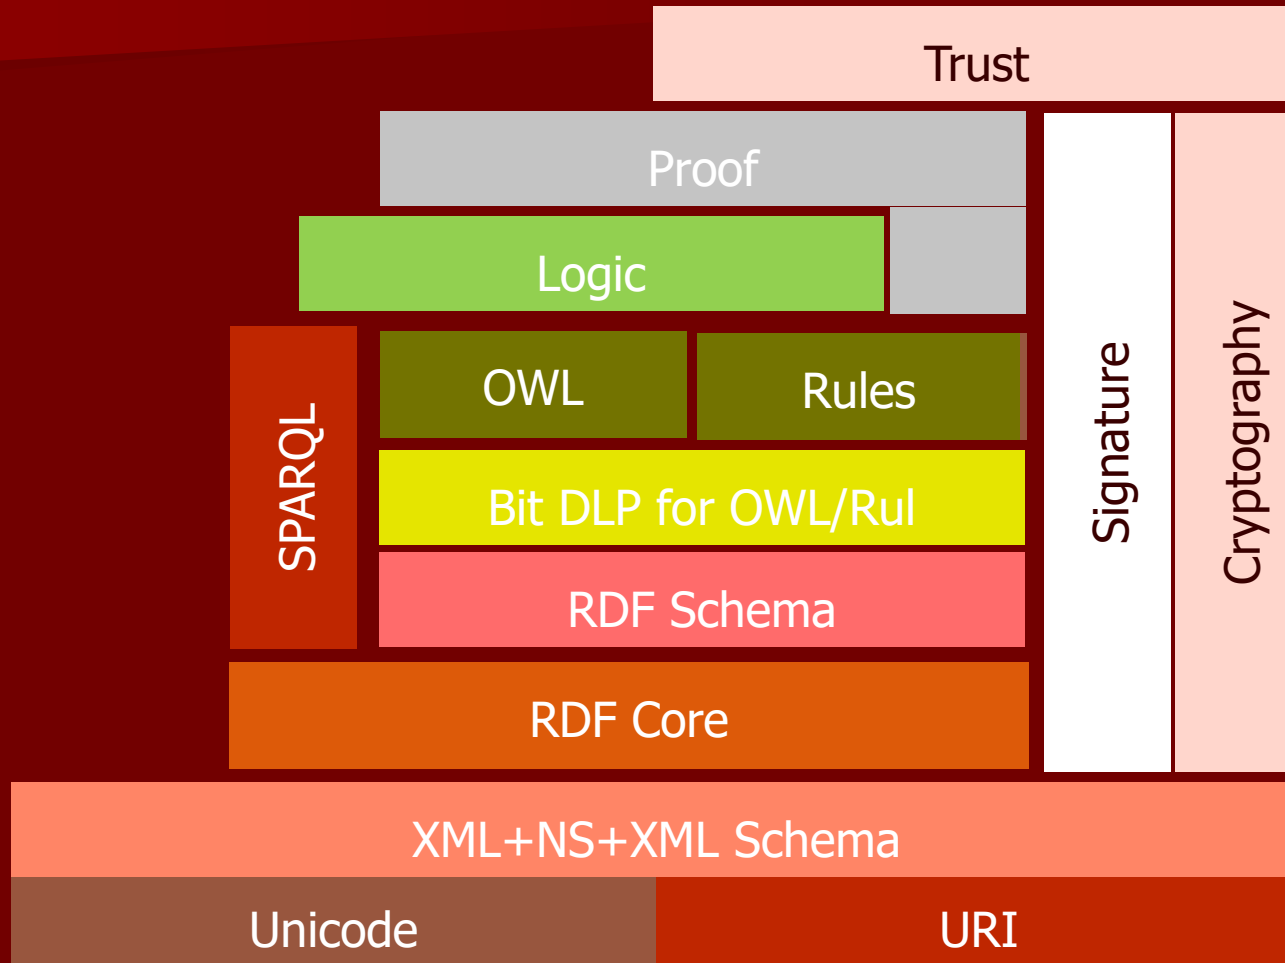 Trust
Proof
Logic
SPARQL
OWL
Rules
Bit DLP for OWL/Rul
RDF Schema
RDF Core
Signature
Cryptography
XML+NS+XML Schema
Unicode
URI